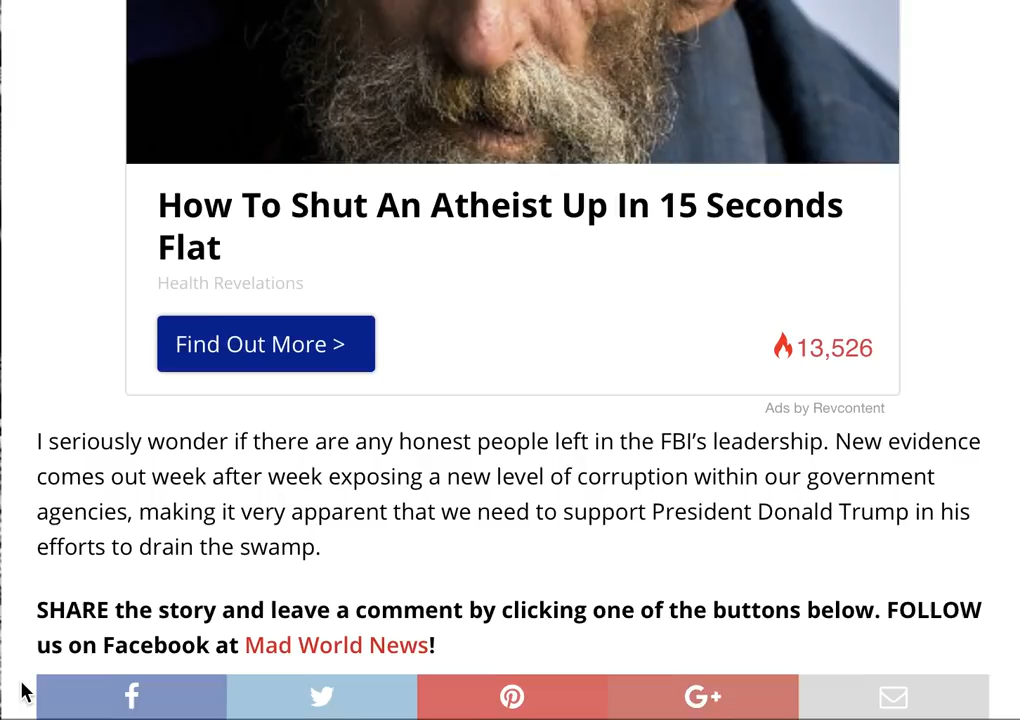 How To Shut An Atheist Up In 15 Seconds
Flat
Health Revelations
Find Out More >
13,526
Ads by Revcontent
I seriously wonder if there are any honest people left in the FBI’s leadership. New evidence
comes out week after week exposing a new level of corruption within our government
agencies, making it very apparent that we need to support President Donald Trump in his
efforts to drain the swamp.
SHARE the story and leave a comment by clicking one of the buttons below. FOLLOW
us on Facebook at Mad World News!
f
G+